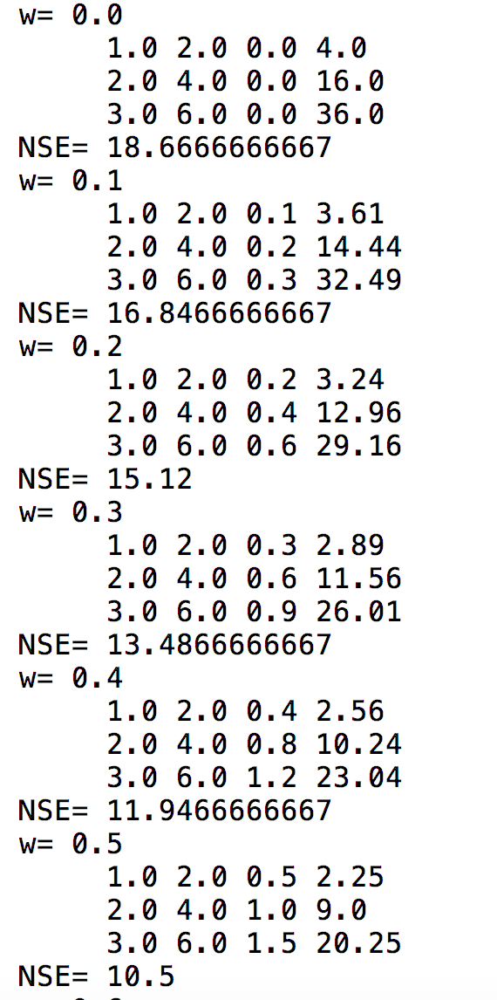 w= 0.0
1.0 2.0 0.0 4.0
2.0 4.0 0.0 16.0
3.0 6.0 0.0 36.0
NSE= 18.6666666667
w= 0.1
1.0 2.0 0.1 3.61
2.0 4.0 0.2 14.44
3.0 6.0 0.3 32.49
NSE= 16.8466666667
w= 0.2
1.0 2.0 0.2 3.24
2.0 4.0 0.4 12.96
3.0 6.0 0.6 29.16
NSE= 15.12
w= 0.3
1.0 2.0 0.3 2.89
2.0 4.0 0.6 11.56
3.0 6.0 0.9 26.01
NSE= 13.4866666667
w= 0.4
1.0 2.0 0.4 2.56
2.0 4.0 0.8 10.24
3.0 6.0 1.2 23.04
NSE= 11.9466666667
w= 0.5
1.0 2.0 0.5 2.25
2.0 4.0 1.0 9.0
3.0 6.0 1.5 20.25
NSE= 10.5